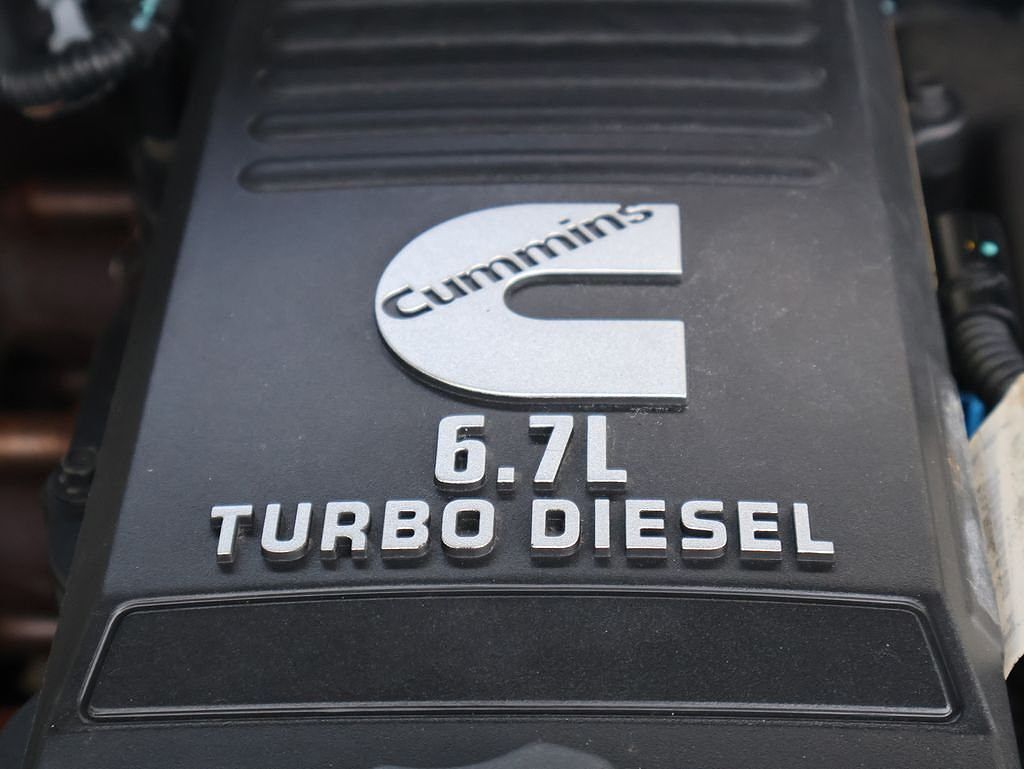 Cummins
6.7L
TURBO DIESEL